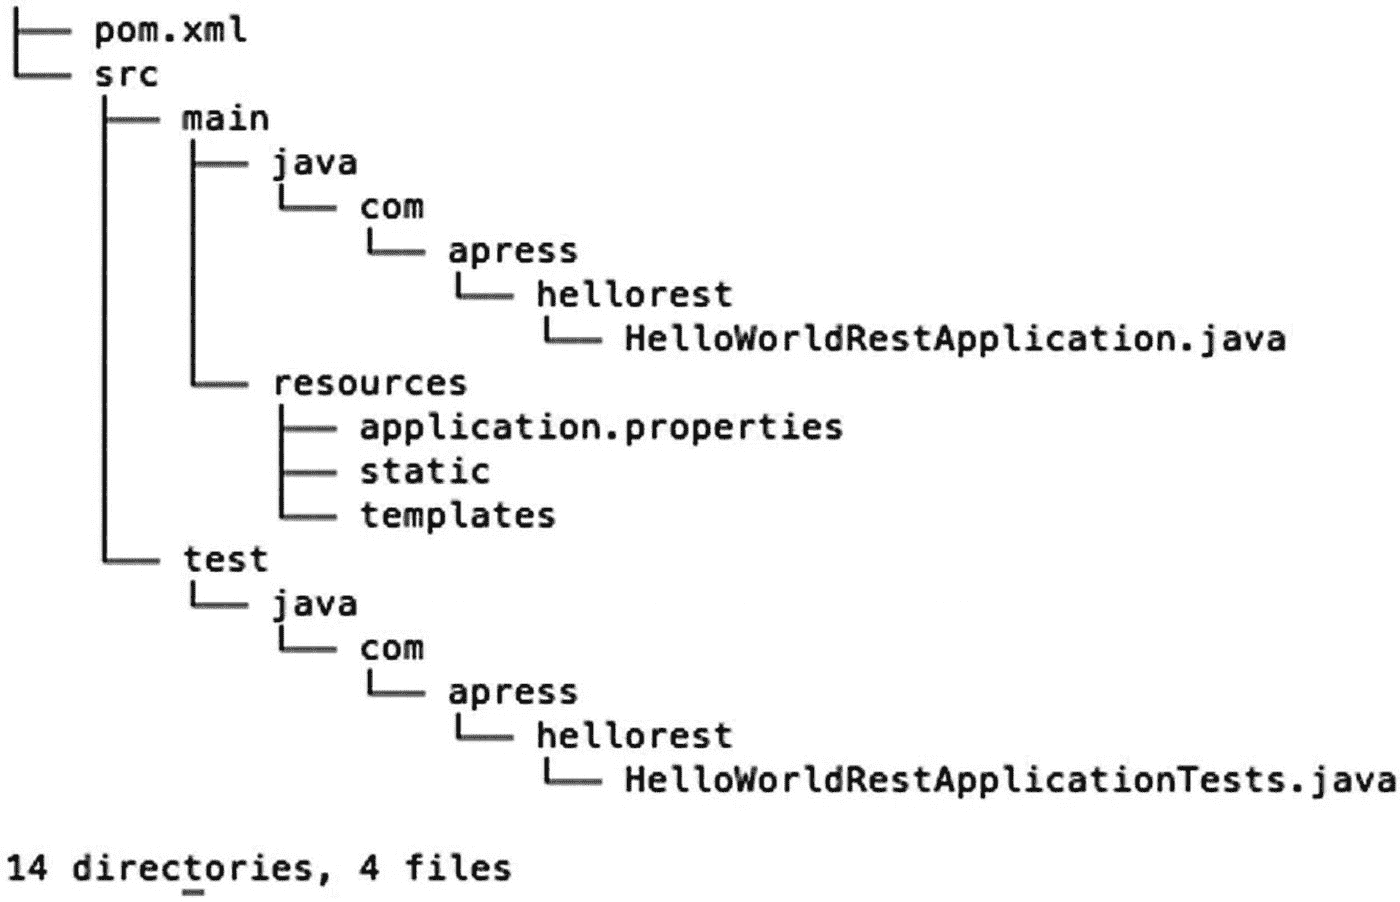 pom.xml
src
main
java
com
apress
hellorest
HelloWorldRestApplication.java
resources
application.properties
static
templates
test
java
com
apress
hellorest
HelloWorldRestApplicationTests.java
14 directories, 4 files